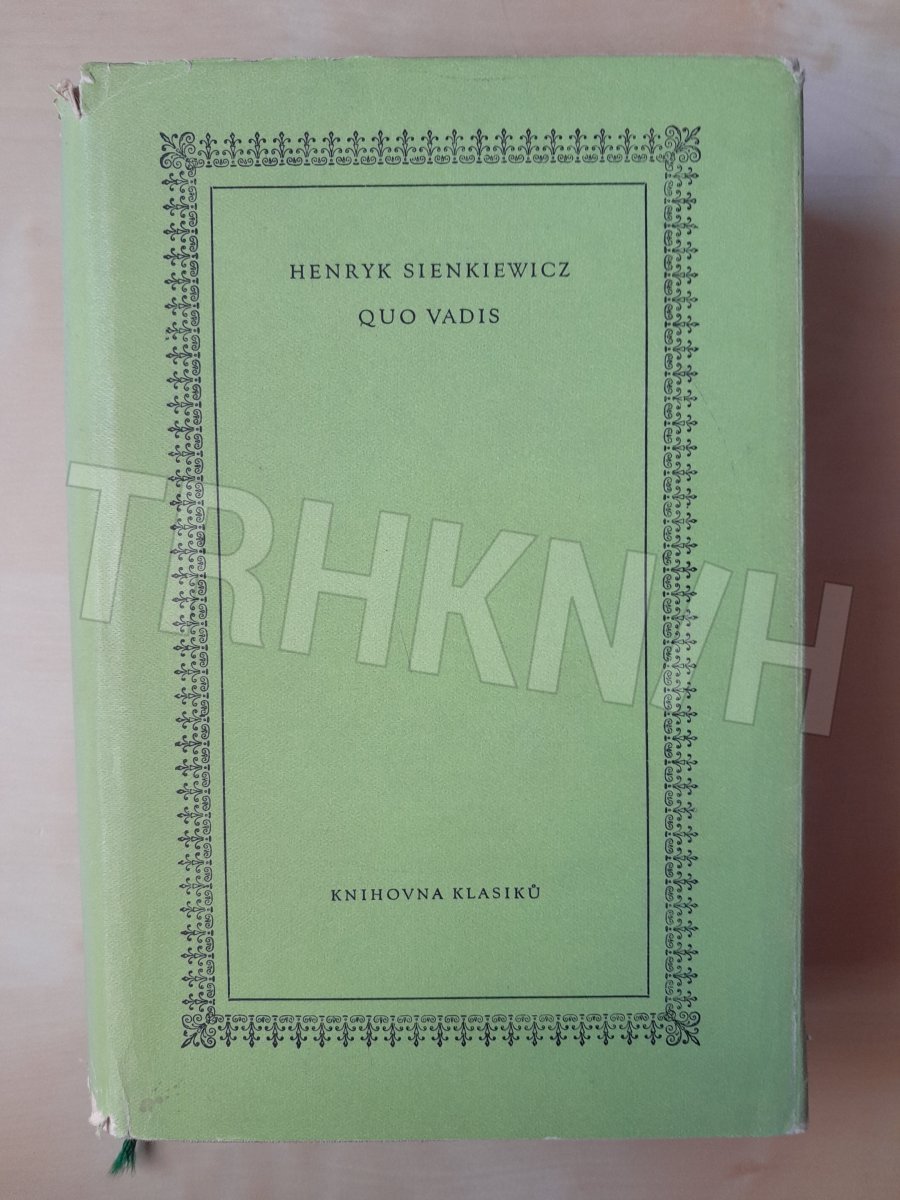 HENRYK SIENKIEWICZ
QUO VADIS
TRHKNIH
KNIHOVNA KLASIKŮ